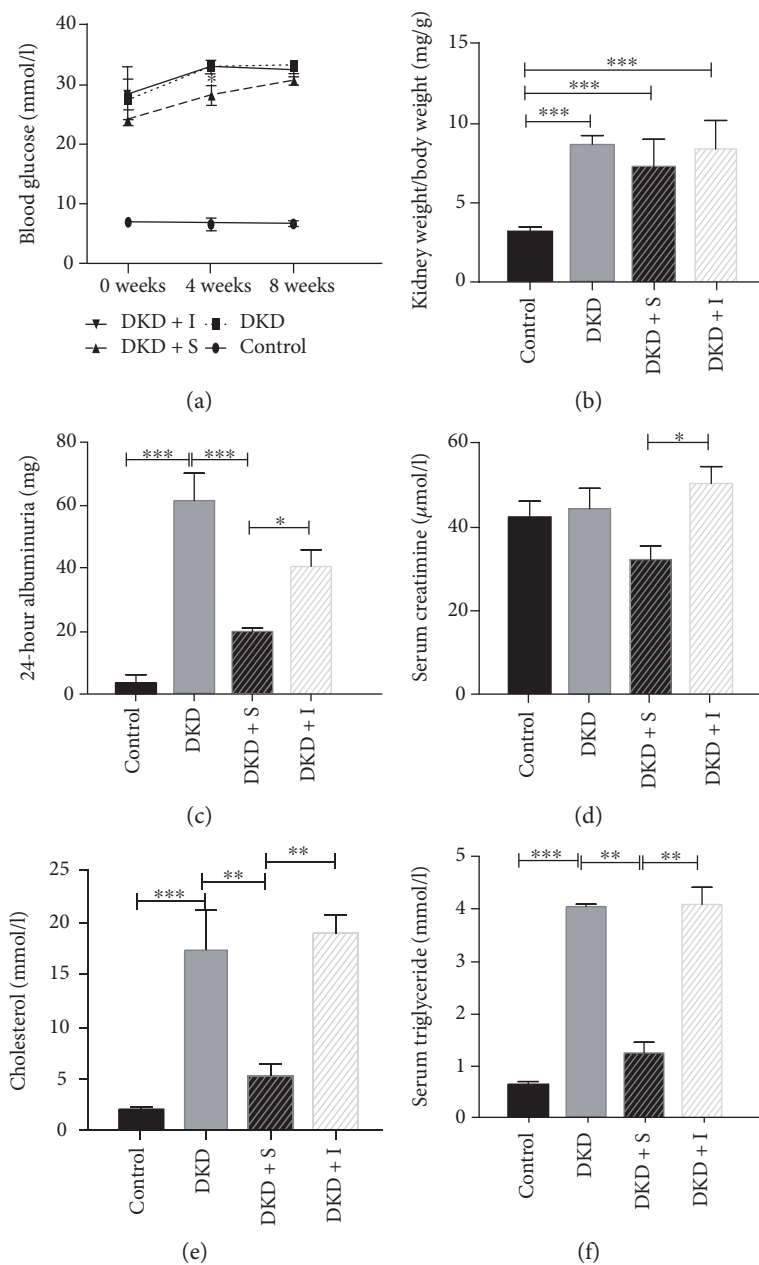 Blood glucose (mmol/l)
40
30
20
10
0
*
0 weeks 4 weeks 8 weeks
DKD + I DKD
DKD + S Control
(a)
Kidney weight/body weight (mg/g)
15
10
5
0
***
***
***
Control
DKD
DKD + S
DKD + I
(b)
24-hour albuminuria (mg)
80
60
40
20
0
*** ***
*
Control
DKD
DKD + S
DKD + I
(c)
Serum creatimine (μmol/l)
60
40
20
0
*
Control
DKD
DKD + S
DKD + I
(d)
Cholesterol (mmol/l)
25
20
15
10
5
0
**
**
***
Control
DKD
DKD + S
DKD + I
(e)
Serum triglyceride (mmol/l)
5
4
3
2
1
0
*** ** **
Control
DKD
DKD + S
DKD + I
(f)